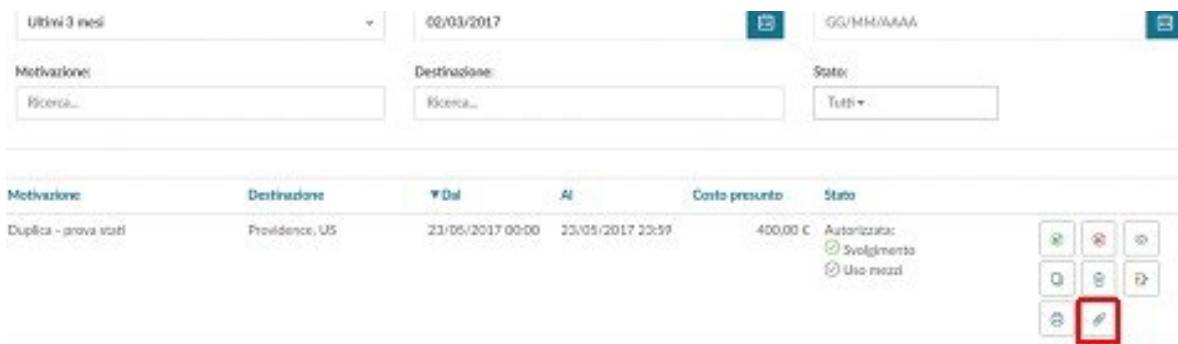 Ultimi 3 mesi 02/03/2017 GG/MM/AAAA
Motivazione: Destinazione: Stato:
Ricerca... Ricerca... Tutti
Motivazione Destinazione Dal Al Costo presunto Stato
Duplica - prova stati Providence, US 23/05/2017 00:00 23/05/2017 23:59 400,00 € Autorizzata:
Svolgimento
Uso mezzi